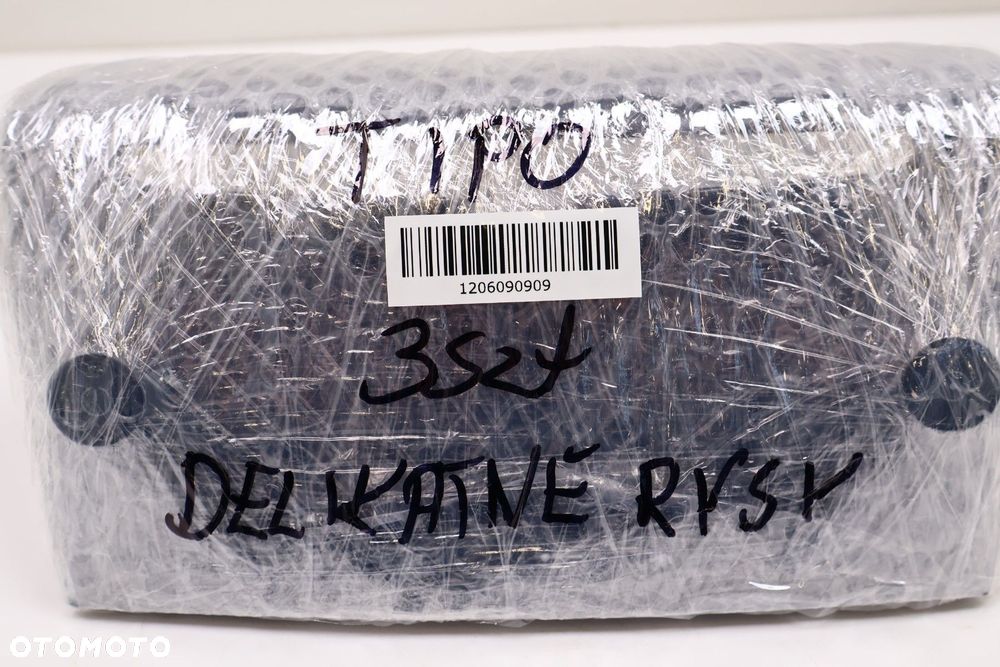 TIPO
1206090909
3szt
DELIKATNE RYSY
OTOMOTO